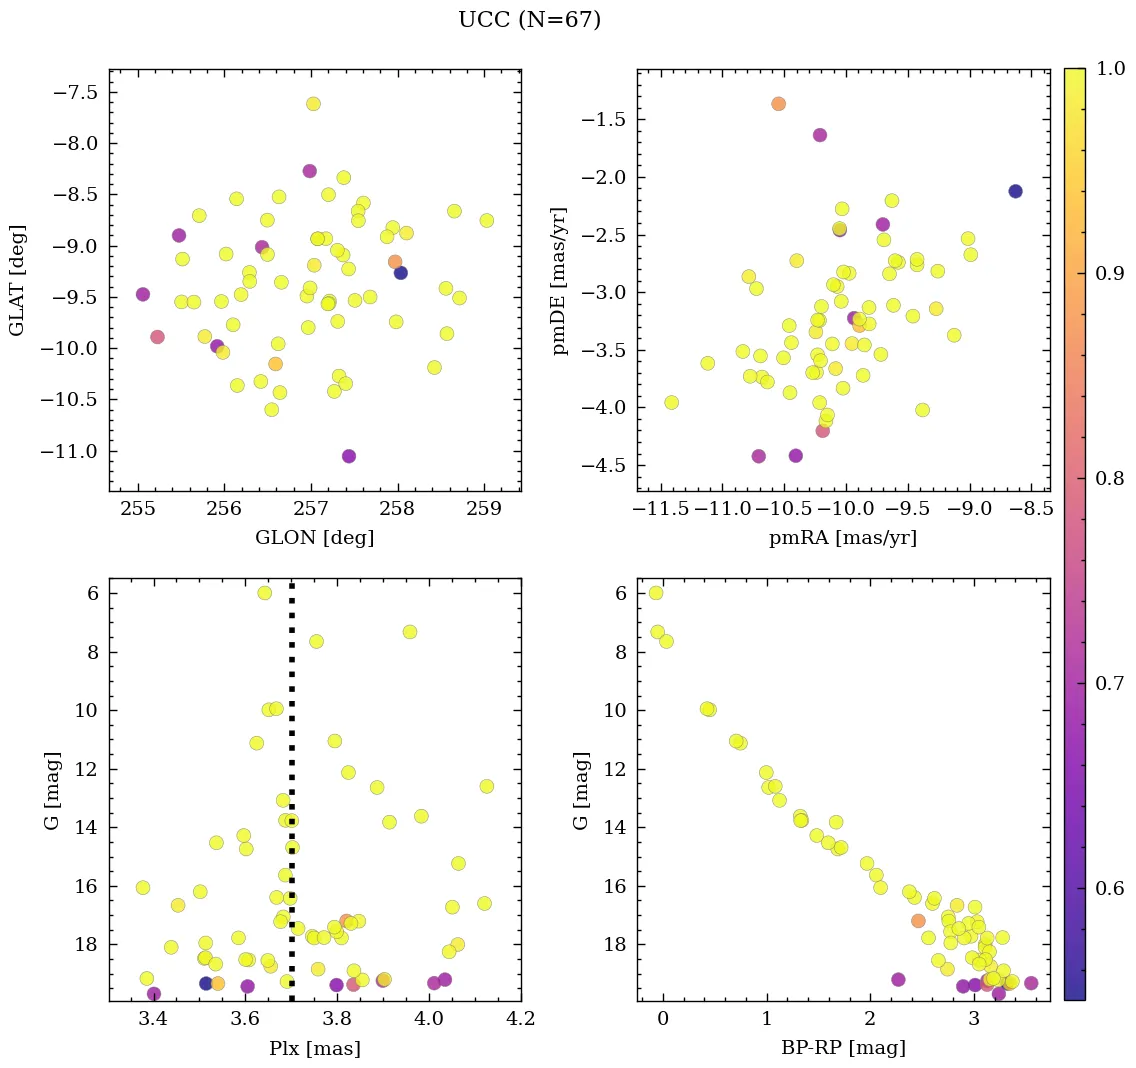 UCC (N=67)
−7.5
−8.0
−8.5
−9.0
−9.5
−10.0
−10.5
−11.0
GLAT [deg]
255 256 257 258 259
GLON [deg]
−1.5
−2.0
−2.5
−3.0
−3.5
−4.0
−4.5
pmDE [mas/yr]
−11.5 −11.0 −10.5 −10.0 −9.5 −9.0 −8.5
pmRA [mas/yr]
6
8
10
12
14
16
18
G [mag]
3.4 3.6 3.8 4.0 4.2
Plx [mas]
6
8
10
12
14
16
18
G [mag]
0 1 2 3
BP-RP [mag]
1.0
0.9
0.8
0.7
0.6